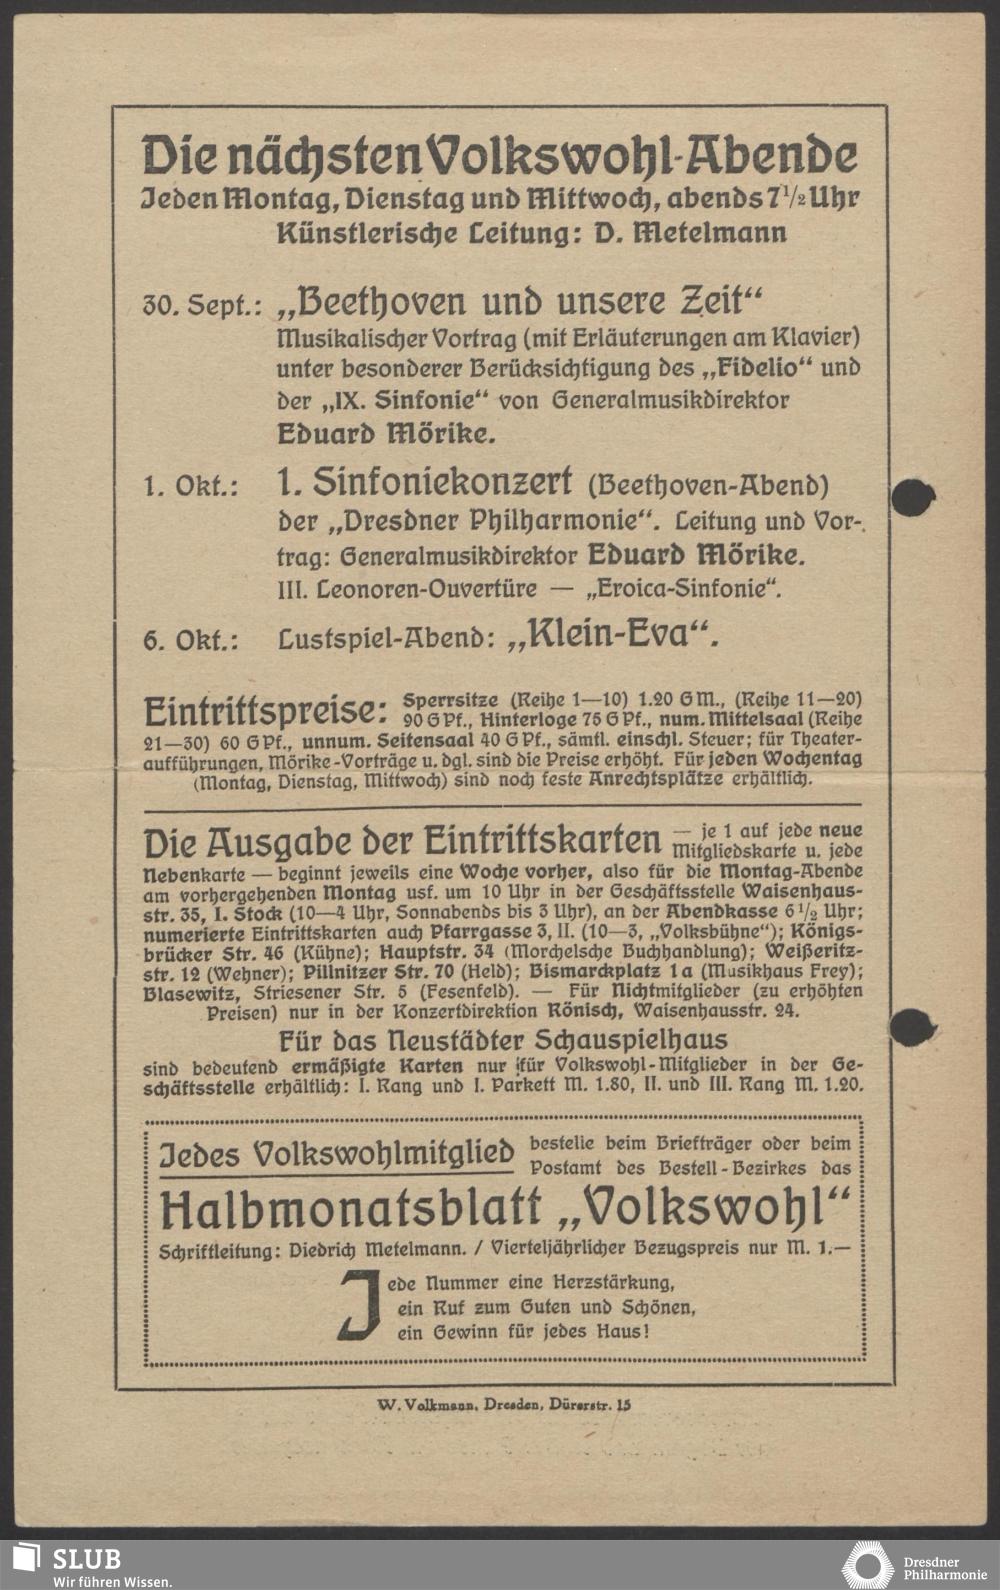 Die nächsten Volkswohl-Abende
Jeden Montag, Dienstag und Mittwoch, abends 7 1/2 Uhr
Künstlerische Leitung: D. Metelmann
30. Sept.: „Beethoven und unsere Zeit“
Musikalischer Vortrag (mit Erläuterungen am Klavier)
unter besonderer Berücksichtigung des „Fidelio“ und
der „IX. Sinfonie“ von Generalmusikdirektor
Eduard Mörike.
1. Okt.: 1. Sinfoniekonzert (Beethoven-Abend)
der „Dresdner Philharmonie“. Leitung und Vor-
trag: Generalmusikdirektor Eduard Mörike.
III. Leonoren-Ouvertüre — „Eroica-Sinfonie“.
6. Okt.: Lustspiel-Abend: „Klein-Eva“.
Eintrittspreise: Sperrsitze (Reihe 1—10) 1.20 GM., (Reihe 11—20)
90 GPf., Hinterloge 75 GPf., num. Mittelsaal (Reihe
21—30) 60 GPf., unnum. Seitensaal 40 GPf., sämtl. einschl. Steuer; für Theater-
aufführungen, Mörike-Vorträge u. dgl. sind die Preise erhöht. Für jeden Wochentag
(Montag, Dienstag, Mittwoch) sind noch feste Anrechtsplätze erhältlich.
Die Ausgabe der Eintrittskarten — je 1 auf jede neue
Mitgliedskarte u. jede
Nebenkarte — beginnt jeweils eine Woche vorher, also für die Montag-Abende
am vorhergehenden Montag usf. um 10 Uhr in der Geschäftsstelle Waisenhaus-
str. 35, I. Stock (10—4 Uhr, Sonnabends bis 3 Uhr), an der Abendkasse 6 1/2 Uhr;
numerierte Eintrittskarten auch Pfarrgasse 3, II. (10—3, „Volksbühne“); Königs-
brücker Str. 46 (Kühne); Hauptstr. 34 (Morchelsche Buchhandlung); Weißeritz-
str. 12 (Wehner); Pillnitzer Str. 70 (Held); Bismarckplatz 1a (Musikhaus Frey);
Blasewitz, Striesener Str. 5 (Fesenfeld). — Für Nichtmitglieder (zu erhöhten
Preisen) nur in der Konzertdirektion Rönisch, Waisenhausstr. 24.
Für das Neustädter Schauspielhaus
sind bedeutend ermäßigte Karten nur für Volkswohl-Mitglieder in der Ge-
schäftsstelle erhältlich: I. Rang und I. Parkett M. 1.80, II. und III. Rang M. 1.20.
Jedes Volkswohlmitglied bestelle beim Briefträger oder beim
Postamt des Bestell-Bezirkes das
Halbmonatsblatt „Volkswohl“
Schriftleitung: Diedrich Metelmann. / Vierteljährlicher Bezugspreis nur M. 1.—
Jede Nummer eine Herzstärkung,
ein Ruf zum Guten und Schönen,
ein Gewinn für jedes Haus!
W. Volkmann, Dresden, Dürerstr. 15
SLUB
Wir führen Wissen.
Dresdner
Philharmonie